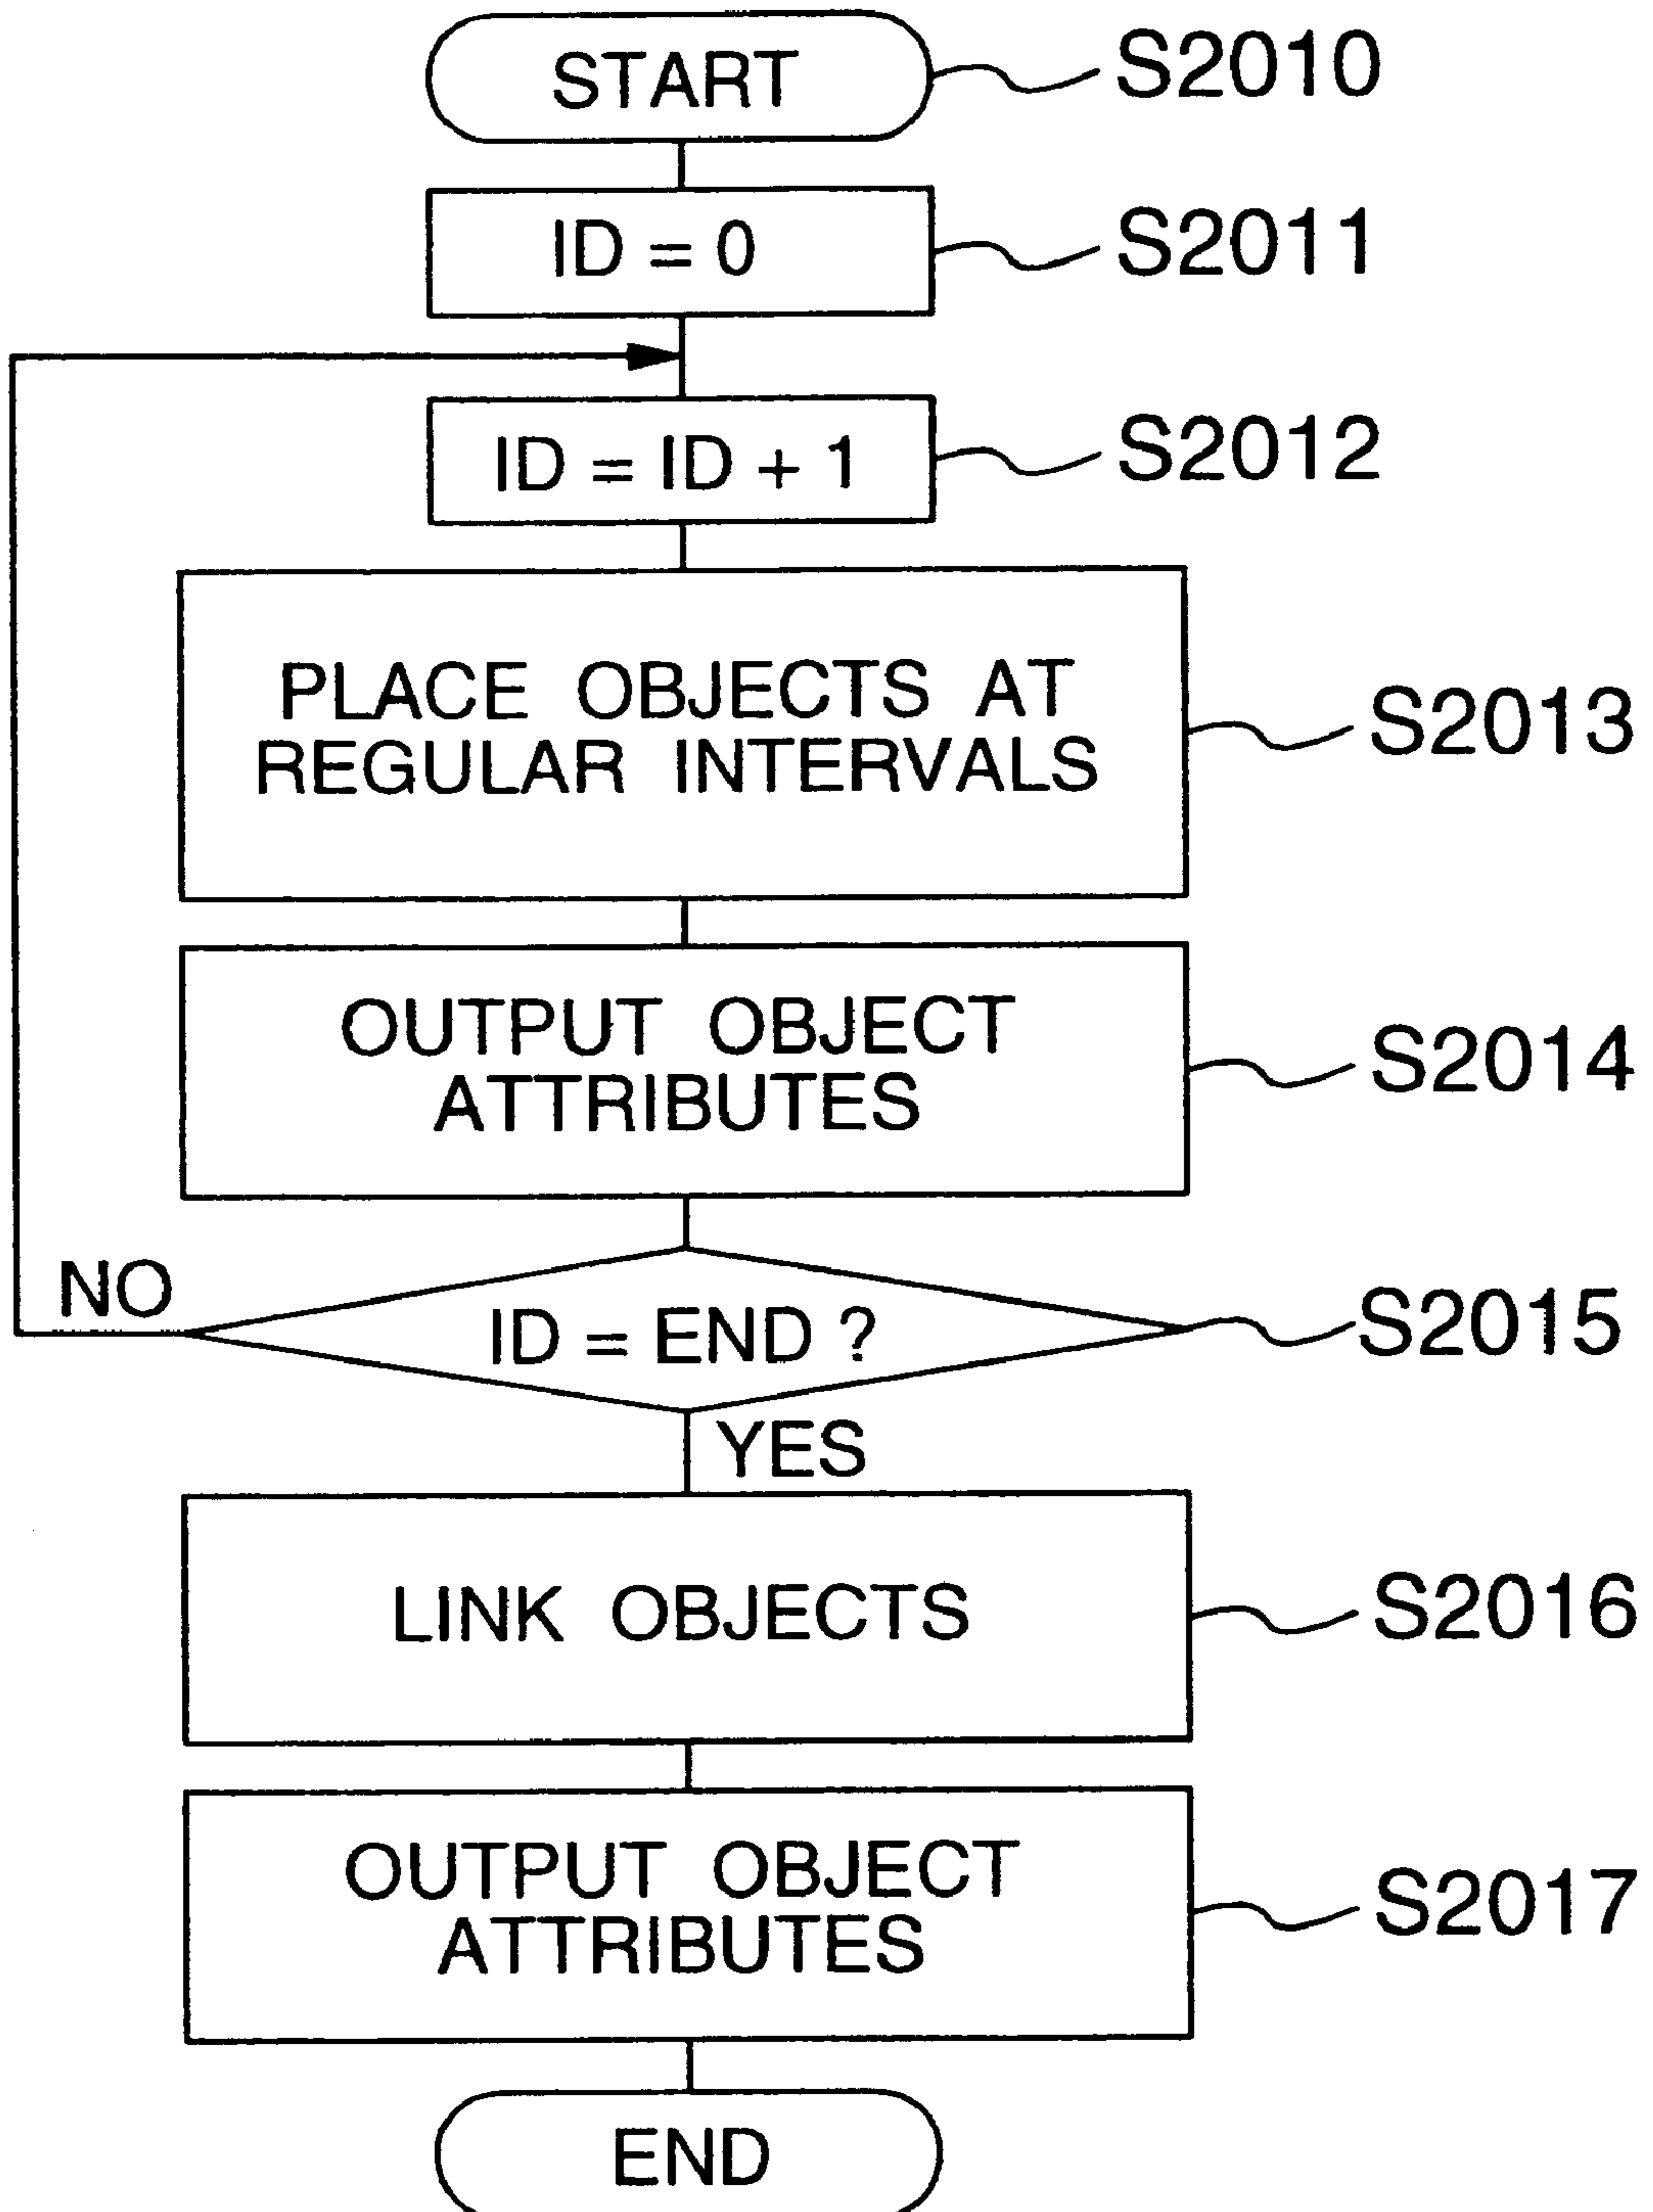 START
S2010
ID = 0
S2011
ID = ID + 1
S2012
PLACE OBJECTS AT
REGULAR INTERVALS
S2013
OUTPUT OBJECT
ATTRIBUTES
S2014
NO
ID = END ?
S2015
YES
LINK OBJECTS
S2016
OUTPUT OBJECT
ATTRIBUTES
S2017
END